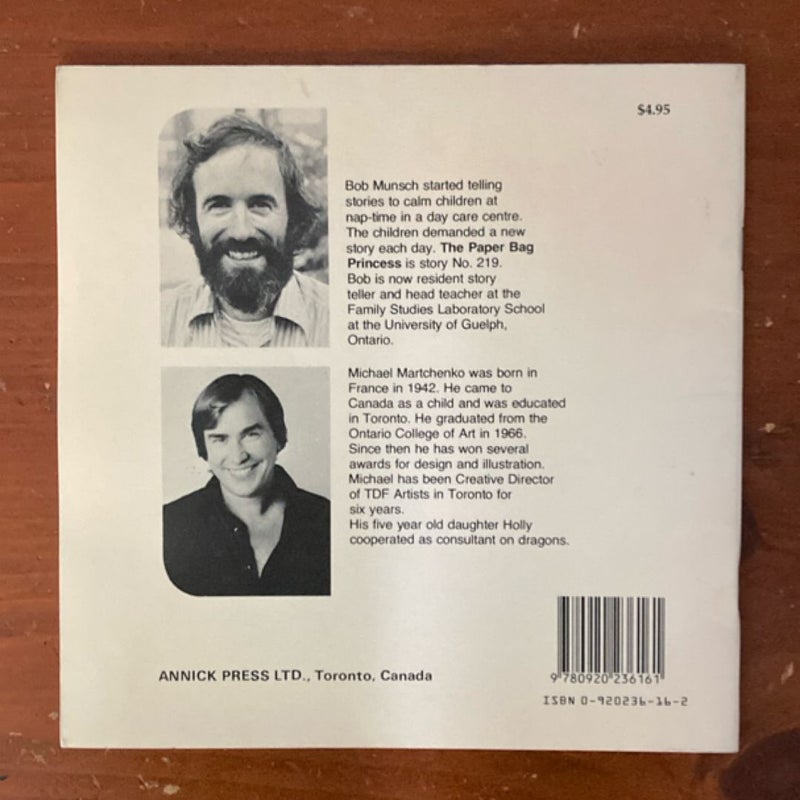 $4.95
Bob Munsch started telling
stories to calm children at
nap-time in a day care centre.
The children demanded a new
story each day. The Paper Bag
Princess is story No. 219.
Bob is now resident story
teller and head teacher at the
Family Studies Laboratory School
at the University of Guelph,
Ontario.
Michael Martchenko was born in
France in 1942. He came to
Canada as a child and was educated
in Toronto. He graduated from the
Ontario College of Art in 1966.
Since then he has won several
awards for design and illustration.
Michael has been Creative Director
of TDF Artists in Toronto for
six years.
His five year old daughter Holly
cooperated as consultant on dragons.
ANNICK PRESS LTD., Toronto, Canada
9 780920 236161
ISBN 0-920236-16-2